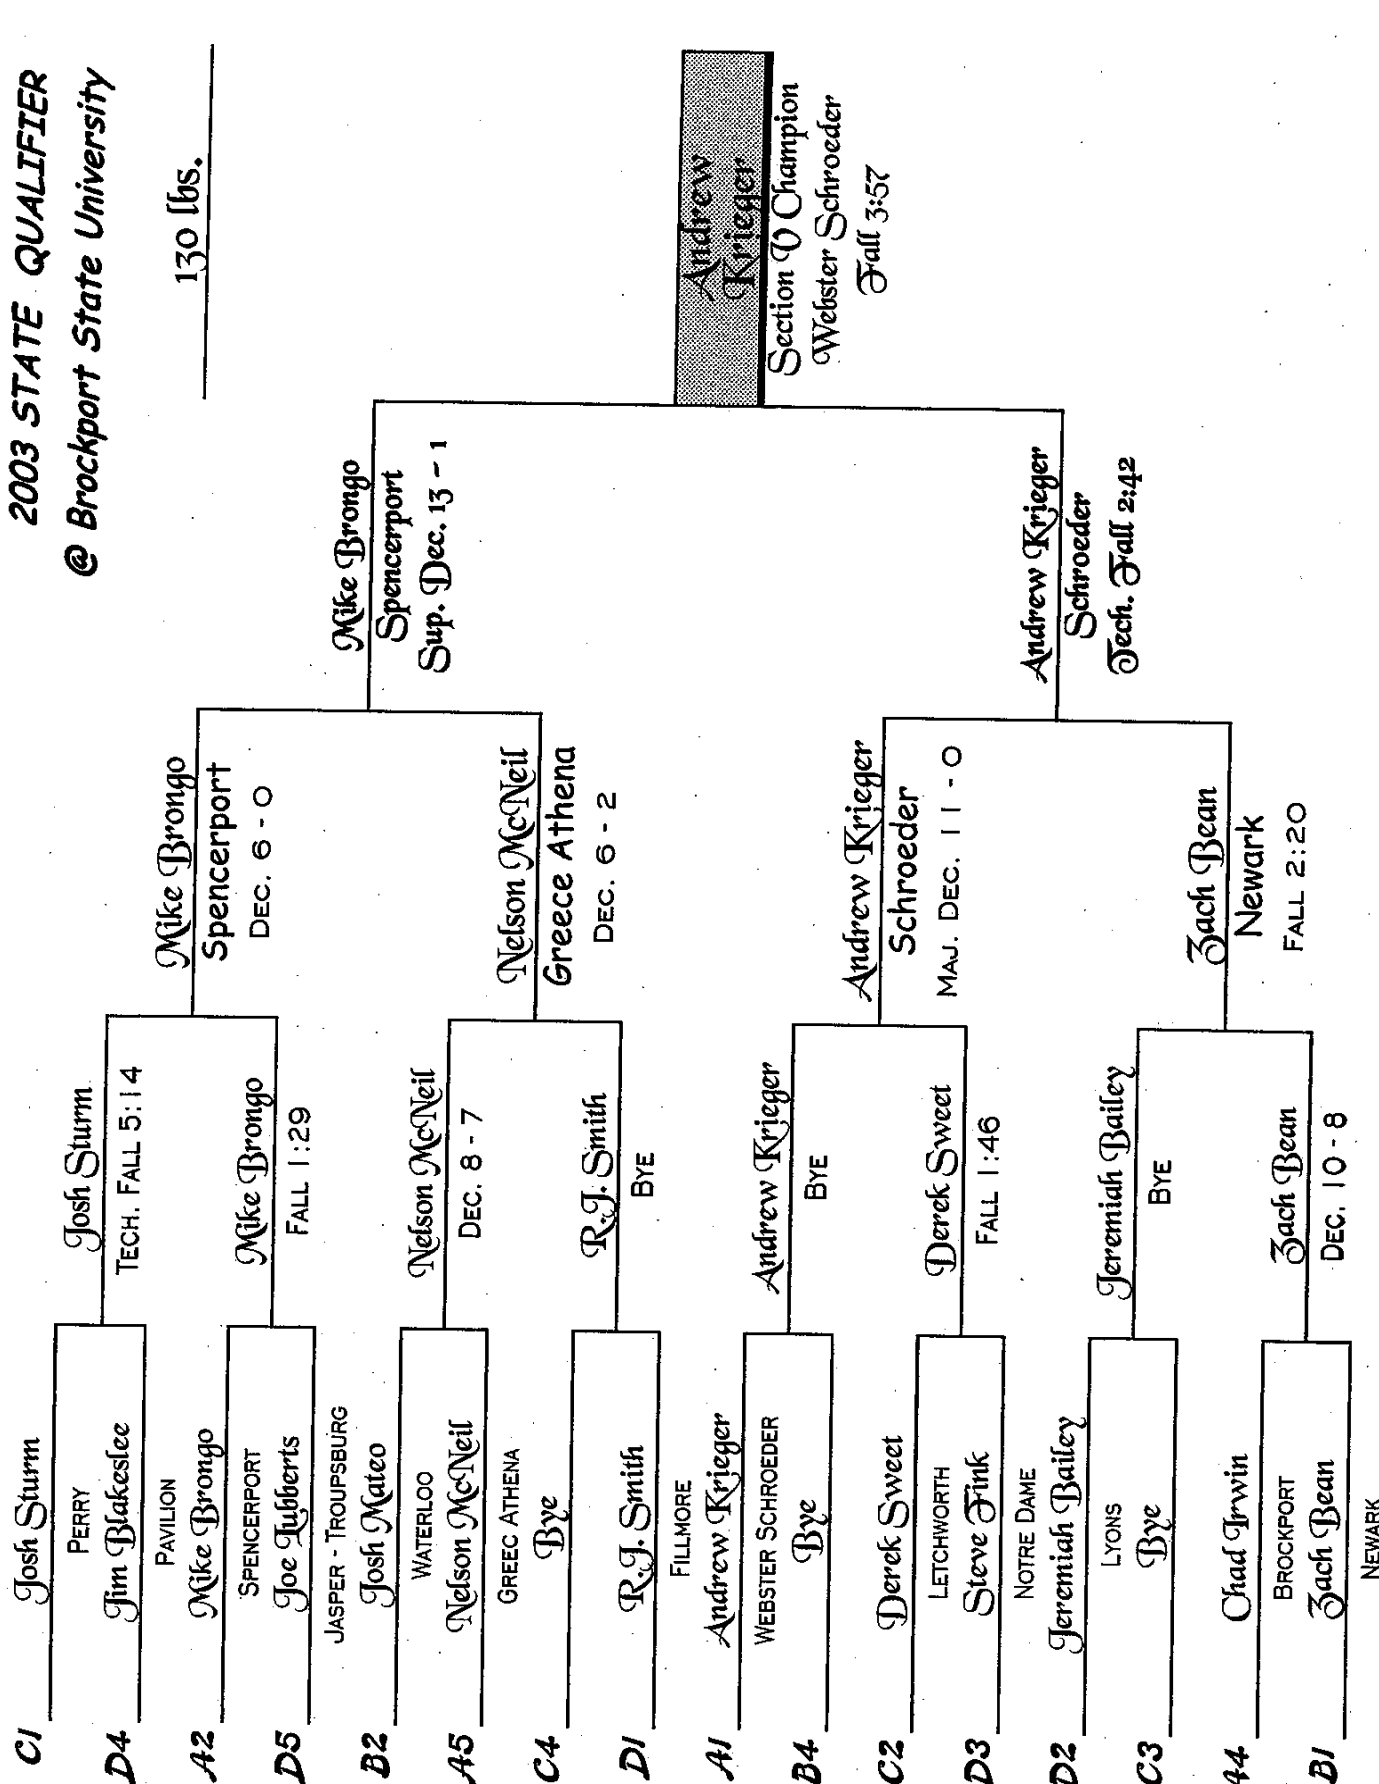 2003 STATE QUALIFIER
@ Brockport State University
130 lbs.
C1 Josh Sturm
PERRY
D4 Jim Blakeslee
PAVILION
A2 Mike Brongo
SPENCERPORT
D5 Joe Lubberts
JASPER - TROUPSBURG
B2 Josh Mateo
WATERLOO
A5 Nelson McNeil
GREEC ATHENA
C4 Bye
D1 R.J. Smith
FILLMORE
A1 Andrew Krieger
WEBSTER SCHROEDER
B4 Bye
C2 Derek Sweet
LETCHWORTH
D3 Steve Fink
NOTRE DAME
D2 Jeremiah Bailey
LYONS
C3 Bye
A4 Chad Irwin
BROCKPORT
B1 Zach Bean
NEWARK
Josh Sturm
TECH. FALL 5:14
Mike Brongo
FALL 1:29
Nelson McNeil
DEC. 8 - 7
R.J. Smith
BYE
Andrew Krieger
BYE
Derek Sweet
FALL 1:46
Jeremiah Bailey
BYE
Zach Bean
DEC. 10 - 8
Mike Brongo
Spencerport
DEC. 6 - 0
Nelson McNeil
Greece Athena
DEC. 6 - 2
Andrew Krieger
Schroeder
MAJ. DEC. 11 - 0
Zach Bean
Newark
FALL 2:20
Mike Brongo
Spencerport
Sup. Dec. 13 - 1
Andrew Krieger
Schroeder
Tech. Fall 2:42
Andrew
Krieger
Section V Champion
Webster Schroeder
Fall 3:57